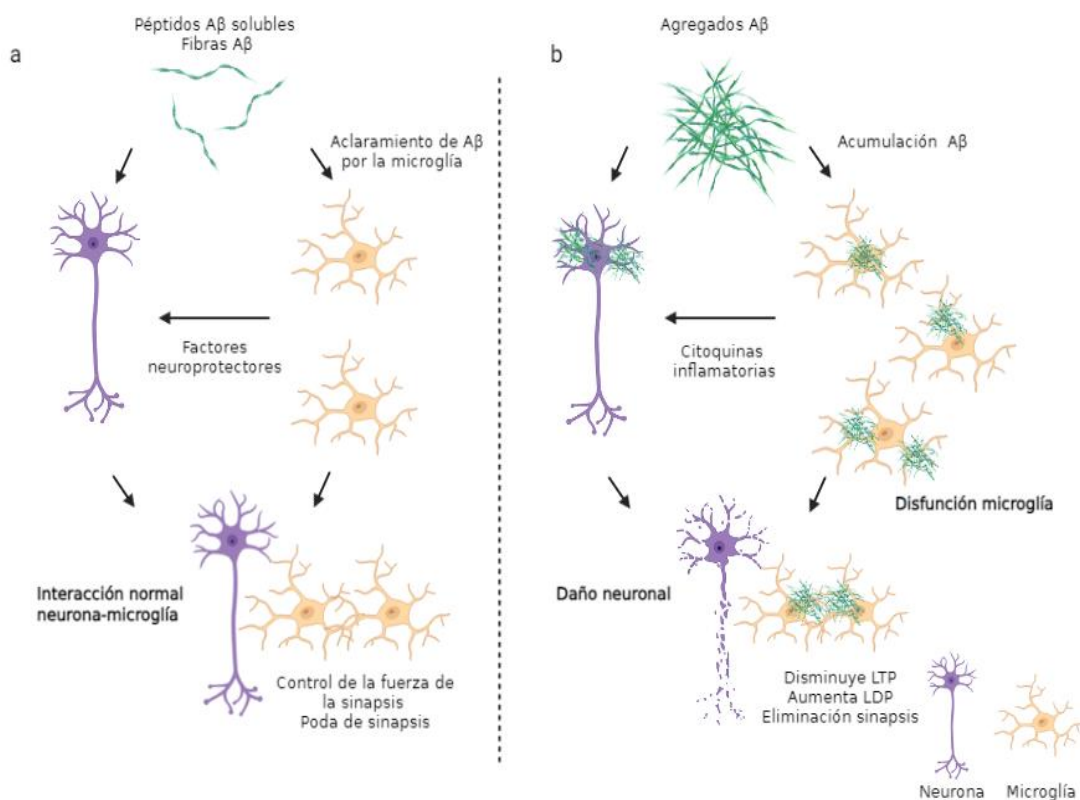 a
Péptidos Aβ solubles
Fibras Aβ
Aclaramiento de Aβ
por la microglía
Factores
neuroprotectores
Interacción normal
neurona-microglía
Control de la fuerza de
la sinapsis
Poda de sinapsis
b
Agregados Aβ
Acumulación Aβ
Citoquinas
inflamatorias
Disfunción microglía
Daño neuronal
Disminuye LTP
Aumenta LDP
Eliminación sinapsis
Neurona
Microglía